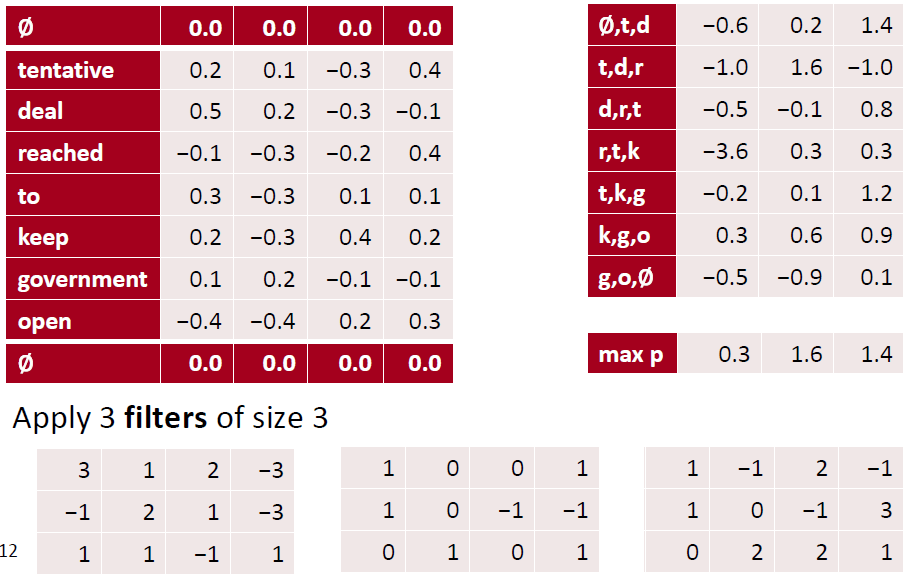 Ø 0.0 0.0 0.0 0.0
tentative 0.2 0.1 −0.3 0.4
deal 0.5 0.2 −0.3 −0.1
reached −0.1 −0.3 −0.2 0.4
to 0.3 −0.3 0.1 0.1
keep 0.2 −0.3 0.4 0.2
government 0.1 0.2 −0.1 −0.1
open −0.4 −0.4 0.2 0.3
Ø 0.0 0.0 0.0 0.0
Ø,t,d −0.6 0.2 1.4
t,d,r −1.0 1.6 −1.0
d,r,t −0.5 −0.1 0.8
r,t,k −3.6 0.3 0.3
t,k,g −0.2 0.1 1.2
k,g,o 0.3 0.6 0.9
g,o,Ø −0.5 −0.9 0.1
max p 0.3 1.6 1.4
Apply 3 filters of size 3
3 1 2 −3
−1 2 1 −3
1 1 −1 1
1 0 0 1
1 0 −1 −1
0 1 0 1
1 −1 2 −1
1 0 −1 3
0 2 2 1
12